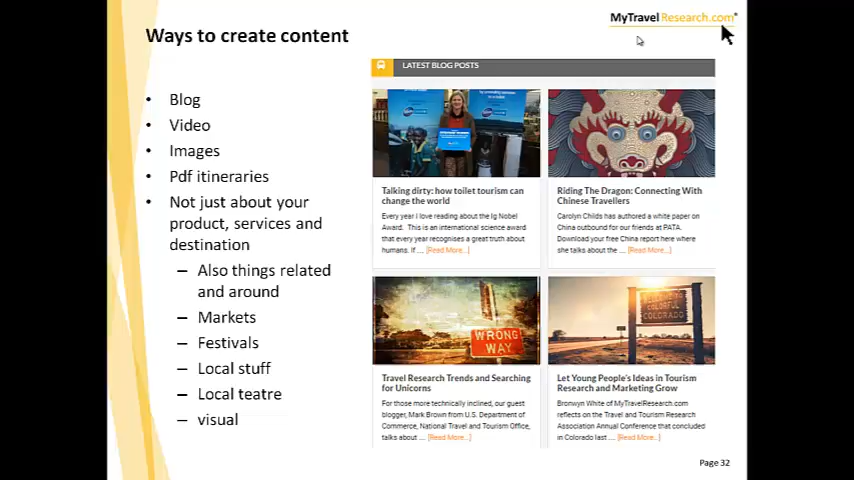 MyTravelResearch.com
Ways to create content
LATEST BLOG POSTS
• Blog
• Video
• Images
• Pdf itineraries
• Not just about your
product, services and
destination
– Also things related
and around
– Markets
– Festivals
– Local stuff
– Local teatre
– visual
Talking dirty: how toilet tourism can
change the world
Every year I love reading about the Ig Nobel
Award. This is an international science award
that every year recognises a great truth about
humans. If .... [Read More...]
Riding The Dragon: Connecting With
Chinese Travellers
Carolyn Childs has authored a white paper on
China outbound for our friends at PATA.
Download your free China report here where
she talks about the .... [Read More...]
WRONG
WAY
Travel Research Trends and Searching
for Unicorns
For those more technically inclined, our guest
blogger, Mark Brown from U.S. Department of
Commerce, National Travel and Tourism Office,
talks about .... [Read More...]
COLORFUL
COLORADO
Let Young People's Ideas in Tourism
Research and Marketing Grow
Bronwyn White of MyTravelResearch.com
reflects on the Travel and Tourism Research
Association Annual Conference that concluded
in Colorado last .... [Read More...]
Page 32